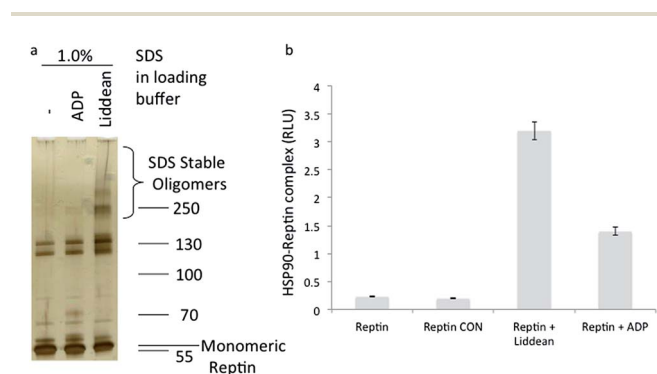 a
1.0%
SDS
in loading
buffer
-
ADP
Liddean
SDS Stable
Oligomers
250
130
100
70
55
Monomeric
Reptin
b
HSP90-Reptin complex (RLU)
4
3.5
3
2.5
2
1.5
1
0.5
0
Reptin
Reptin CON
Reptin +
Liddean
Reptin + ADP